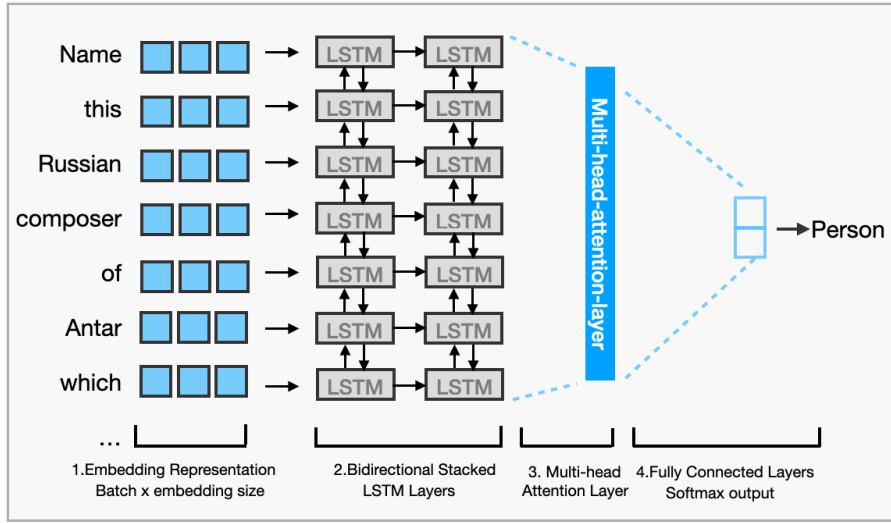 Name
LSTM
LSTM
this
LSTM
LSTM
Russian
LSTM
LSTM
composer
LSTM
LSTM
of
LSTM
LSTM
Antar
LSTM
LSTM
which
LSTM
LSTM
...
Multi-head-attention-layer
Person
1.Embedding Representation
Batch x embedding size
2.Bidirectional Stacked
LSTM Layers
3. Multi-head
Attention Layer
4.Fully Connected Layers
Softmax output